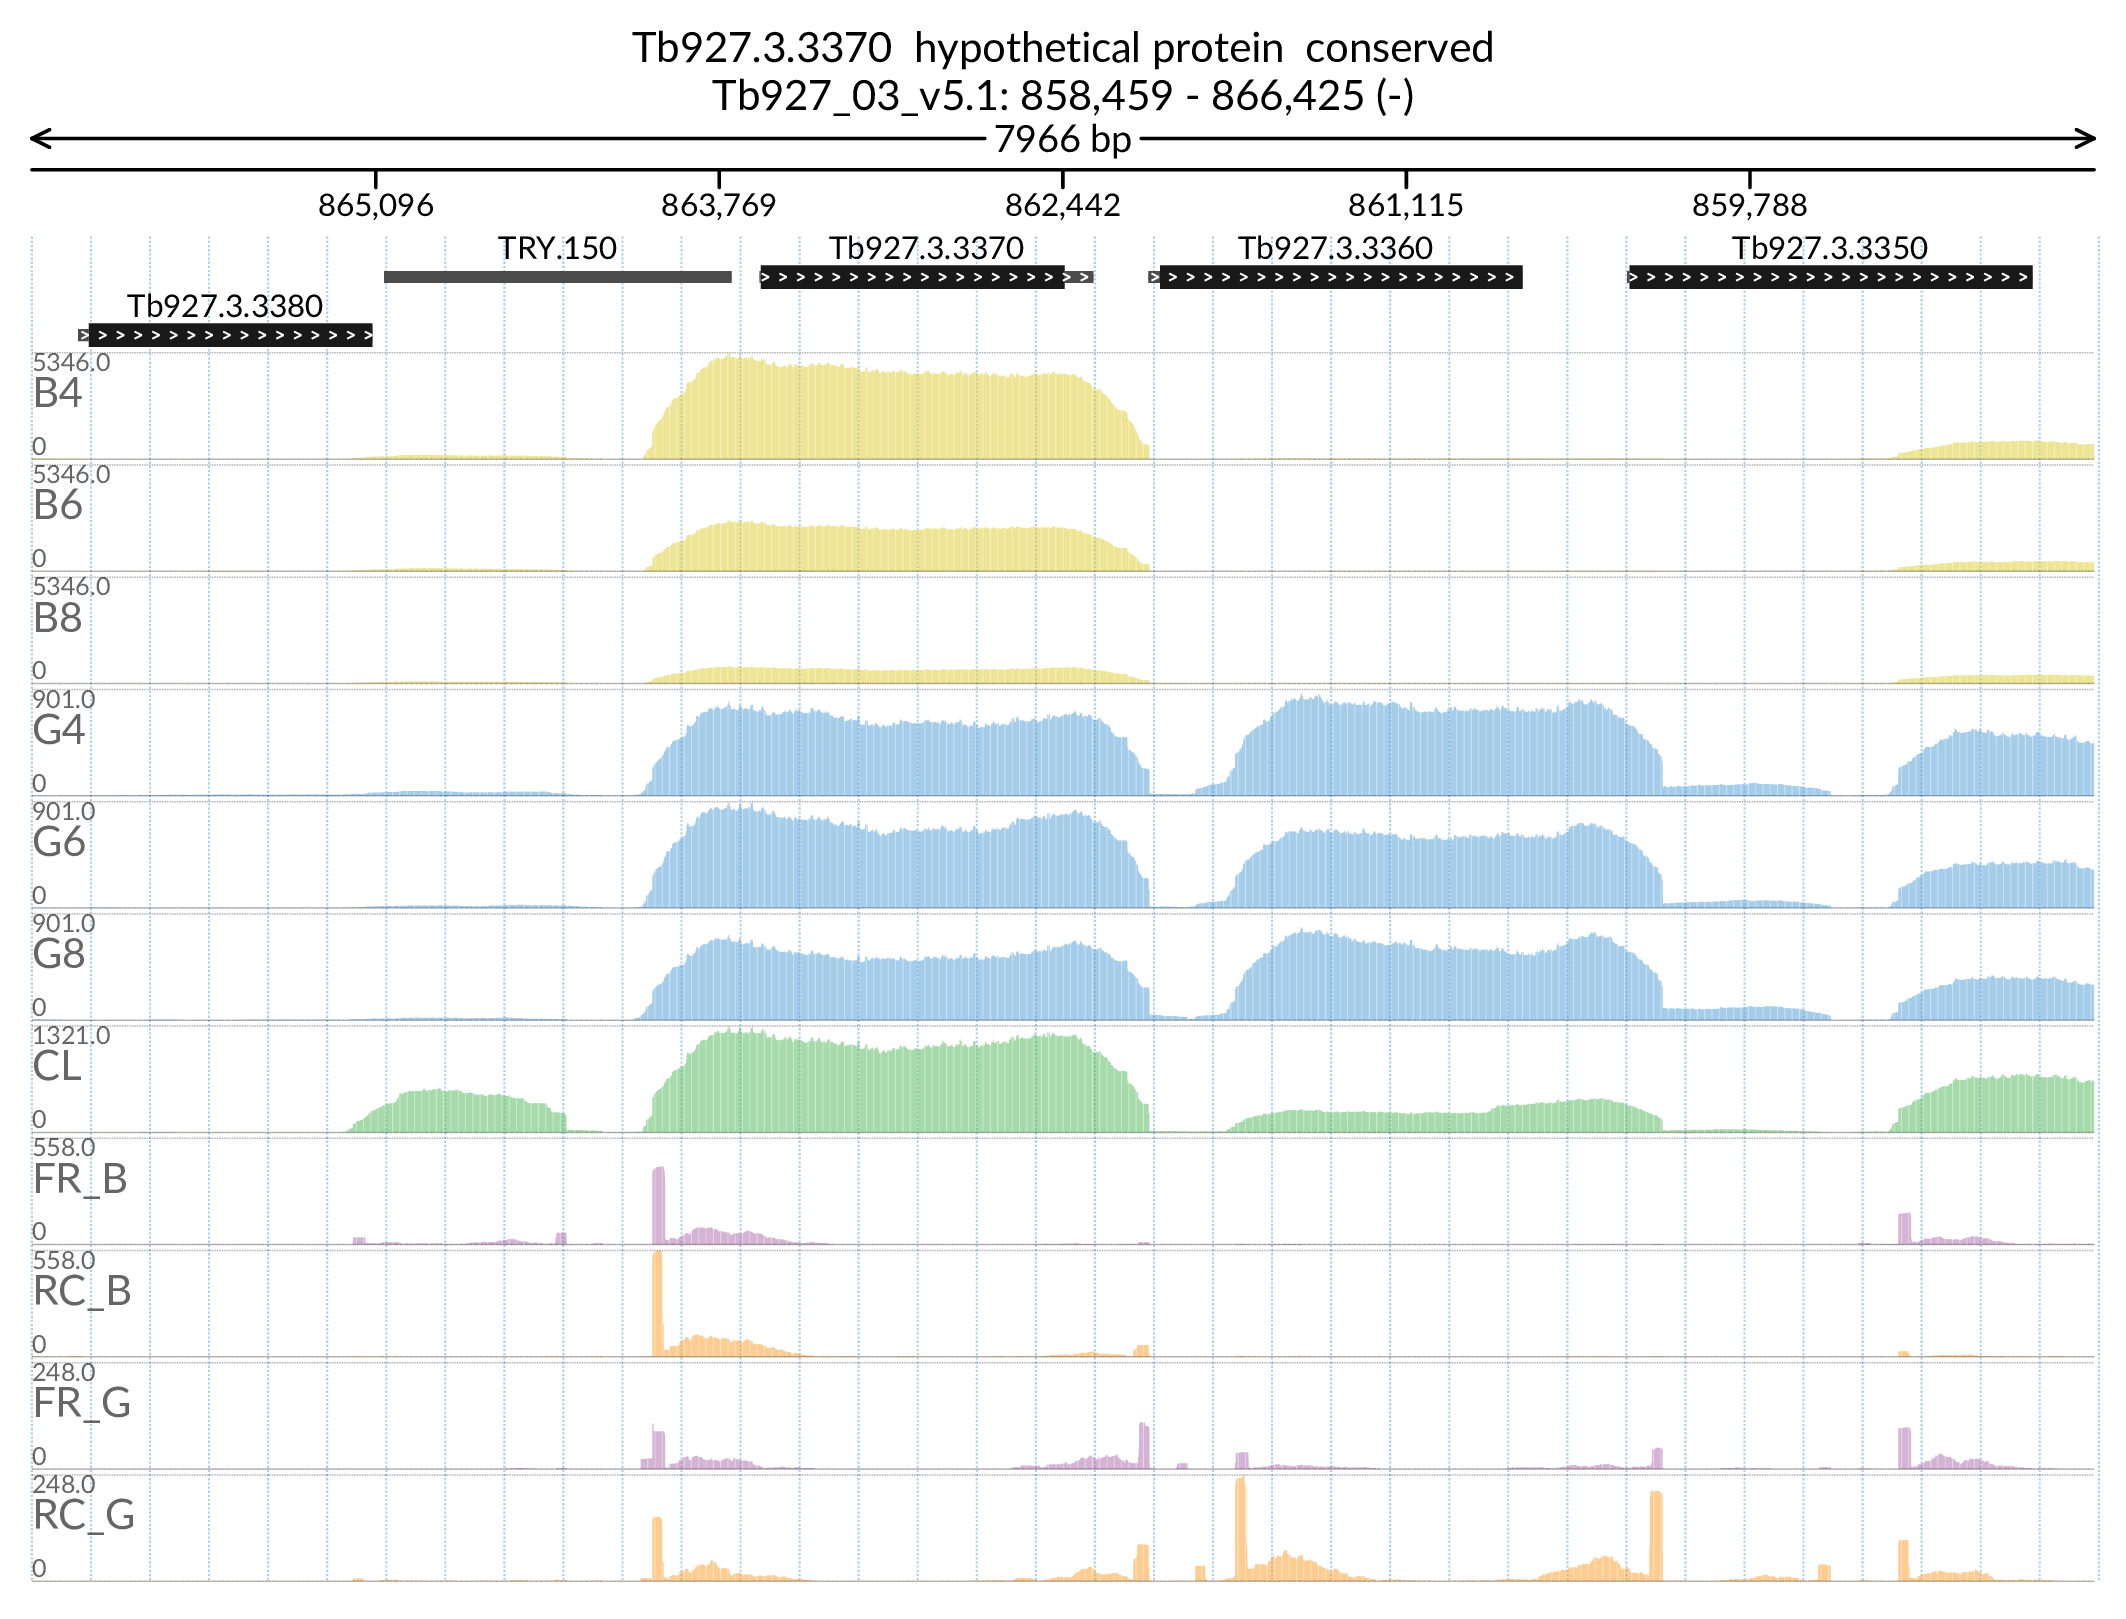 Tb927.3.3370 hypothetical protein conserved
Tb927_03_v5.1: 858,459 - 866,425 (-)
7966 bp
865,096 863,769 862,442 861,115 859,788
TRY.150 Tb927.3.3370 Tb927.3.3360 Tb927.3.3350
Tb927.3.3380
5346.0
B4
0
5346.0
B6
0
5346.0
B8
0
901.0
G4
0
901.0
G6
0
901.0
G8
0
1321.0
CL
0
558.0
FR_B
0
558.0
RC_B
0
248.0
FR_G
0
248.0
RC_G
0